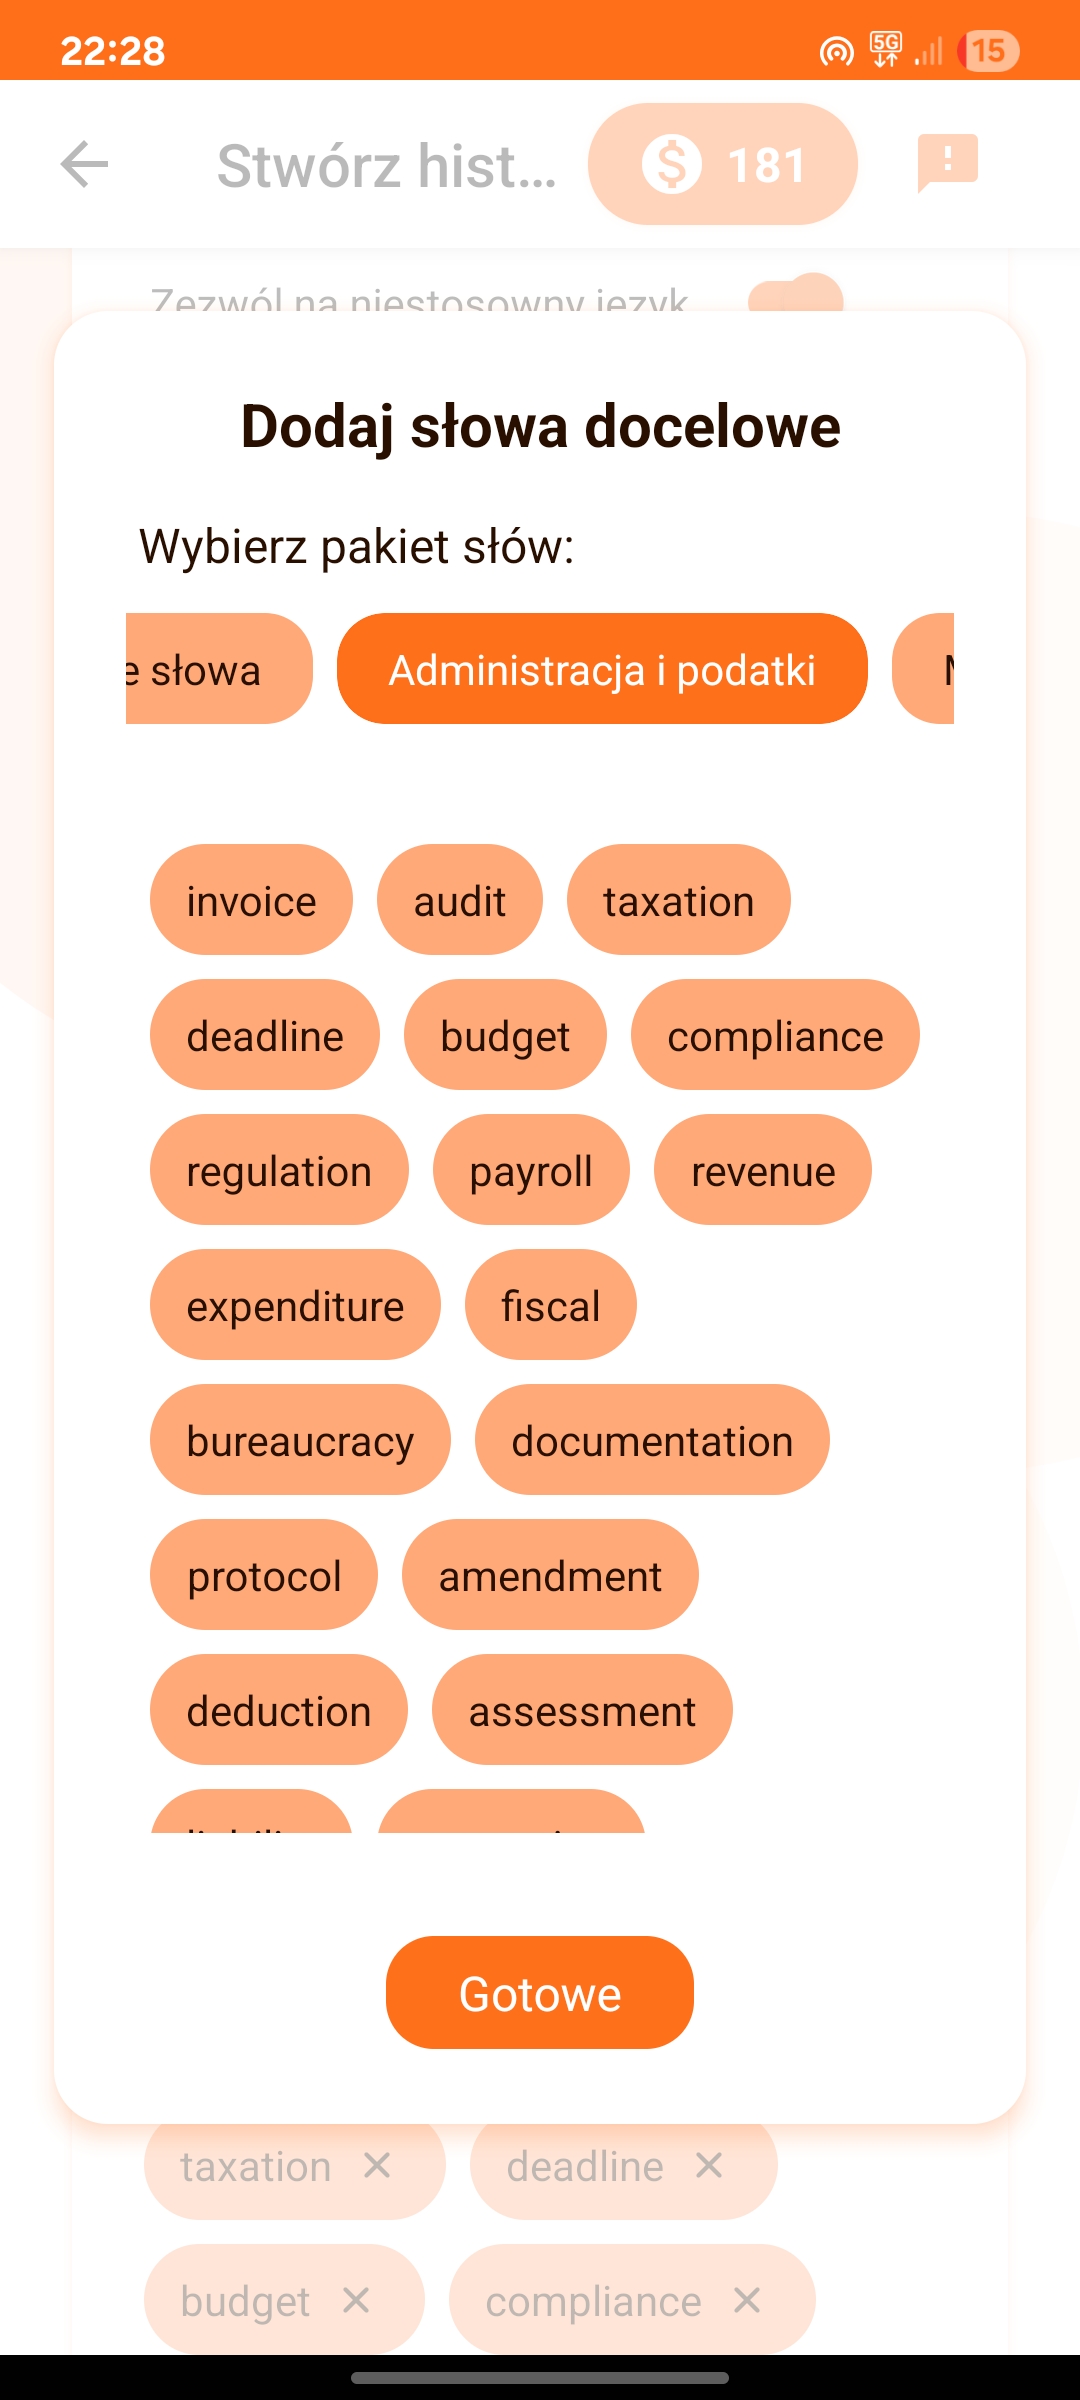 22:28
5G
15
Stwórz hist...
181
Zezwól na niestosowny język
Dodaj słowa docelowe
Wybierz pakiet słów:
e słowa
Administracja i podatki
invoice
audit
taxation
deadline
budget
compliance
regulation
payroll
revenue
expenditure
fiscal
bureaucracy
documentation
protocol
amendment
deduction
assessment
Gotowe
taxation
deadline
budget
compliance